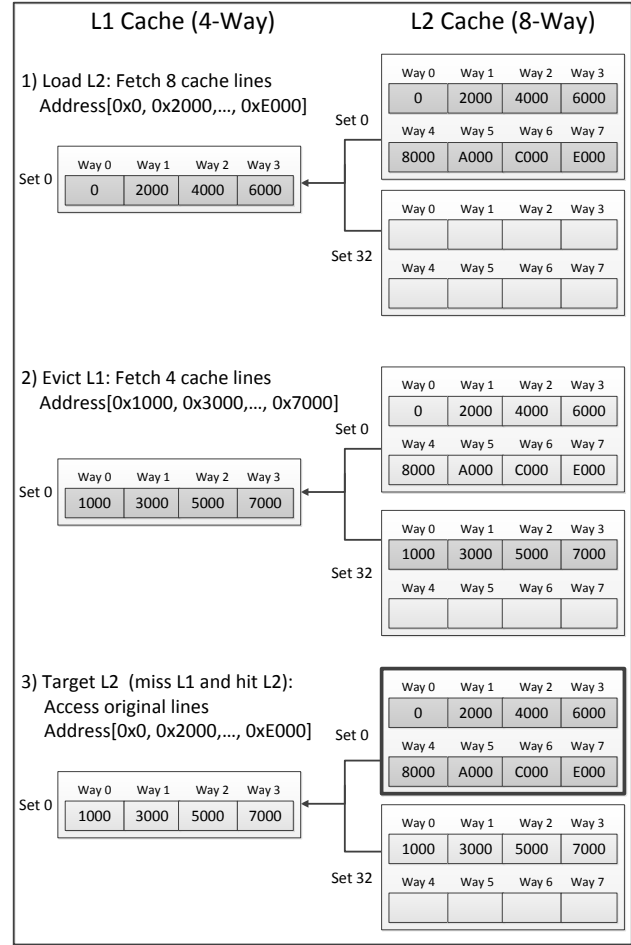 L1 Cache (4-Way) L2 Cache (8-Way)
1) Load L2: Fetch 8 cache lines
Address[0x0, 0x2000,..., 0xE000]
Set 0
Way 0 Way 1 Way 2 Way 3
0 2000 4000 6000
Set 0
Way 0 Way 1 Way 2 Way 3
0 2000 4000 6000
Way 4 Way 5 Way 6 Way 7
8000 A000 C000 E000
Set 32
Way 0 Way 1 Way 2 Way 3
Way 4 Way 5 Way 6 Way 7
2) Evict L1: Fetch 4 cache lines
Address[0x1000, 0x3000,..., 0x7000]
Set 0
Way 0 Way 1 Way 2 Way 3
1000 3000 5000 7000
Set 0
Way 0 Way 1 Way 2 Way 3
0 2000 4000 6000
Way 4 Way 5 Way 6 Way 7
8000 A000 C000 E000
Set 32
Way 0 Way 1 Way 2 Way 3
1000 3000 5000 7000
Way 4 Way 5 Way 6 Way 7
3) Target L2 (miss L1 and hit L2):
Access original lines
Address[0x0, 0x2000,..., 0xE000]
Set 0
Way 0 Way 1 Way 2 Way 3
1000 3000 5000 7000
Set 0
Way 0 Way 1 Way 2 Way 3
0 2000 4000 6000
Way 4 Way 5 Way 6 Way 7
8000 A000 C000 E000
Set 32
Way 0 Way 1 Way 2 Way 3
1000 3000 5000 7000
Way 4 Way 5 Way 6 Way 7